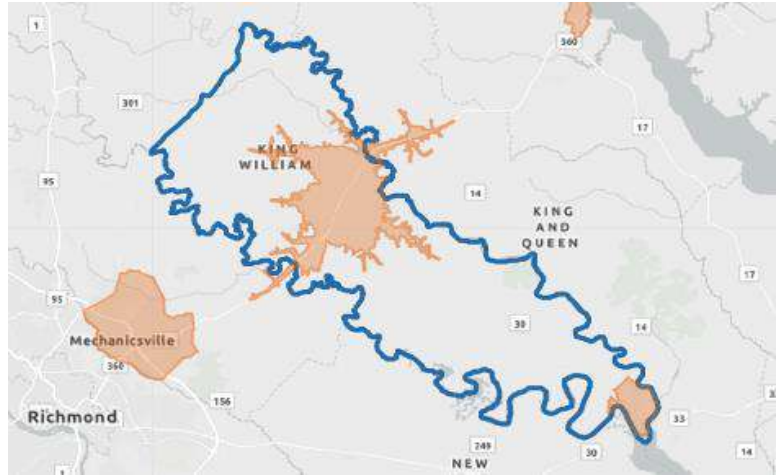 1
360
301
17
95
KING
WILLIAM
14
KING
AND
QUEEN
17
95
30
14
Mechanicsville
360
156
Richmond
33
249
30
14
NEW
1